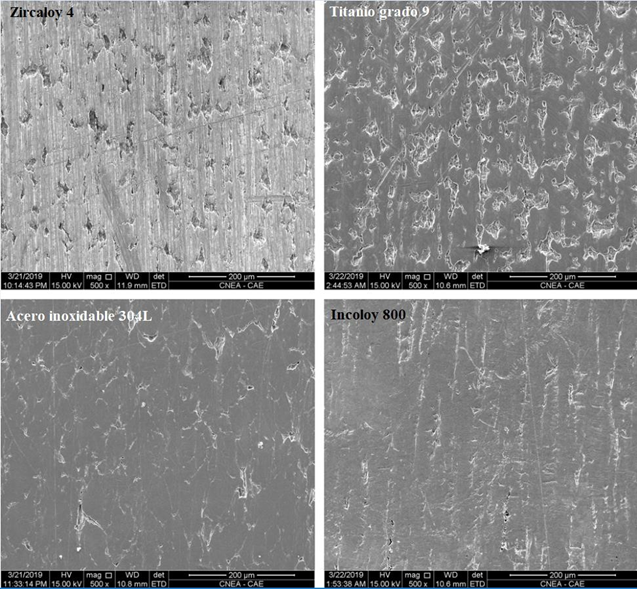 Zircaloy 4
Titanio grado 9
3/21/2019 HV mag □ WD det 200 µm
10:14:43 PM 15.00 kV 500 x 11.9 mm ETD CNEA - CAE
3/22/2019 HV mag □ WD det 200 µm
2:44:53 AM 15.00 kV 500 x 10.6 mm ETD CNEA - CAE
Acero inoxidable 304L
Incoloy 800
3/21/2019 HV mag □ WD det 200 µm
11:33:14 PM 15.00 kV 500 x 10.8 mm ETD CNEA - CAE
3/22/2019 HV mag □ WD det 200 µm
1:53:38 AM 15.00 kV 500 x 10.6 mm ETD CNEA - CAE